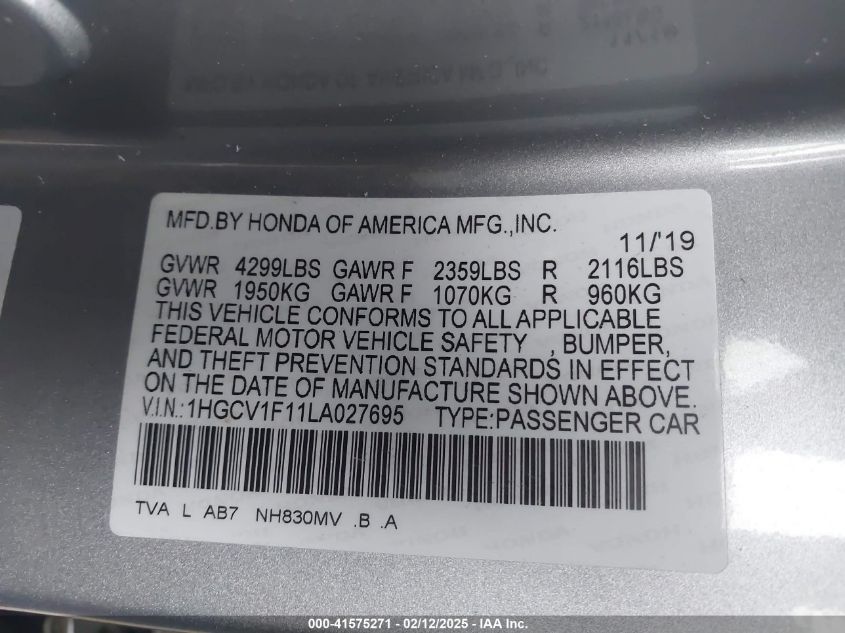 MFD.BY HONDA OF AMERICA MFG.,INC.
11/'19
GVWR 4299LBS GAWR F 2359LBS R 2116LBS
GVWR 1950KG GAWR F 1070KG R 960KG
THIS VEHICLE CONFORMS TO ALL APPLICABLE
FEDERAL MOTOR VEHICLE SAFETY , BUMPER,
AND THEFT PREVENTION STANDARDS IN EFFECT
ON THE DATE OF MANUFACTURE SHOWN ABOVE.
V.I.N.:1HGCV1F11LA027695 TYPE:PASSENGER CAR
TVA L AB7 NH830MV .B .A
000-41575271 - 02/12/2025 - IAA Inc.